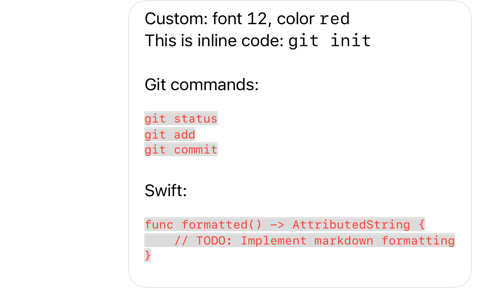 Custom: font 12, color red
This is inline code: git init
Git commands:
git status
git add
git commit
Swift:
func formatted() -> AttributedString {
    // TODO: Implement markdown formatting
}